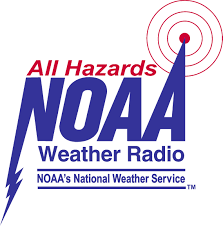 All Hazards
NOAA
Weather Radio
NOAA's National Weather Service
TM